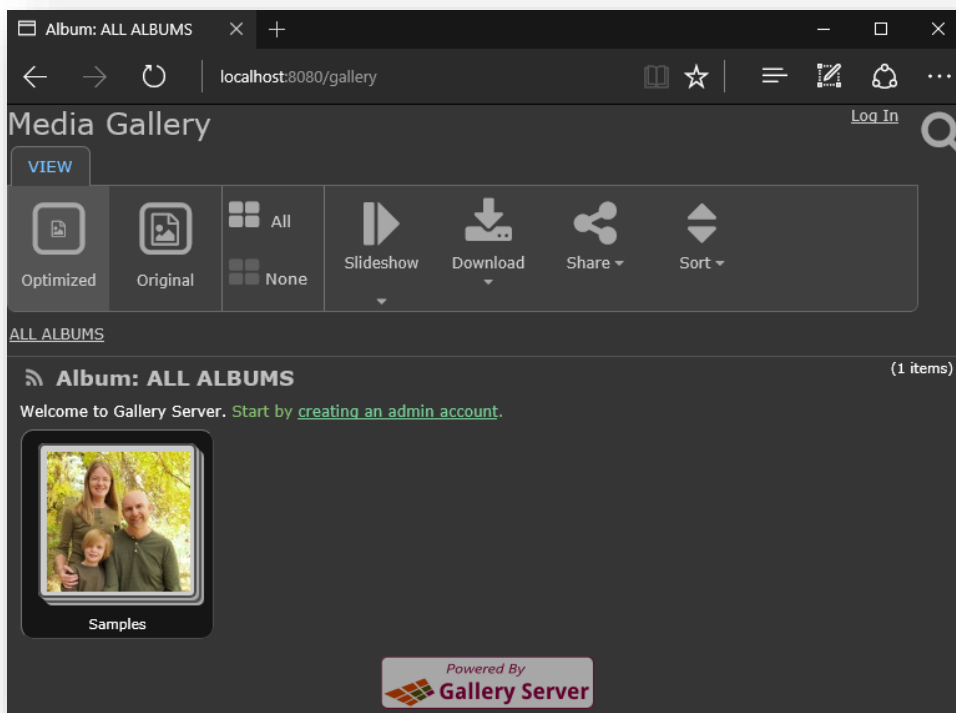 Album: ALL ALBUMS
localhost:8080/gallery
Media Gallery
Log In
VIEW
Optimized
Original
All
None
Slideshow
Download
Share
Sort
ALL ALBUMS
Album: ALL ALBUMS
(1 items)
Welcome to Gallery Server. Start by creating an admin account.
Samples
Powered By
Gallery Server